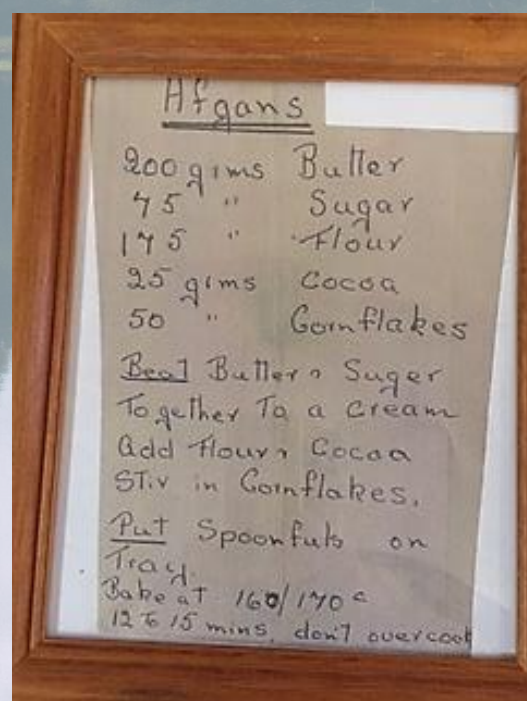 Afgans
200 grms Butter
75 " Sugar
175 " Flour
25 grms Cocoa
50 " Cornflakes
Beat Butter & Suger
Together To a Cream
add Flour & Cocoa
STir in Cornflakes.
Put Spoonfuls on
Tray.
Bake at 160/170 c
12 To 15 mins, don't overcook